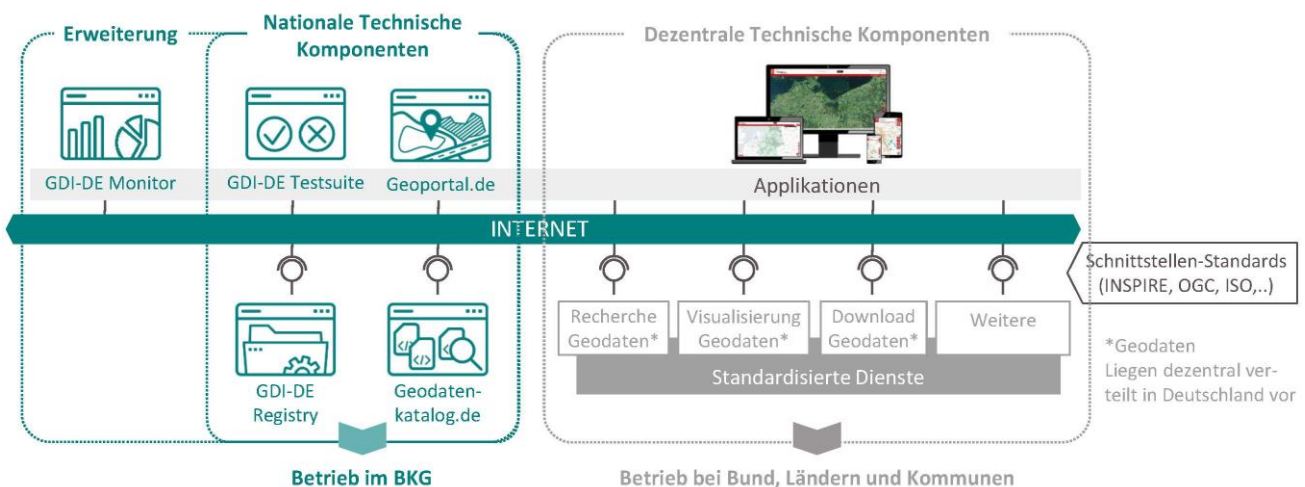 Erweiterung
Nationale Technische
Komponenten
Dezentrale Technische Komponenten
GDI-DE Monitor
GDI-DE Testsuite
Geoportal.de
Applikationen
INTERNET
Schnittstellen-Standards
(INSPIRE, OGC, ISO,..)
Recherche
Geodaten*
Visualisierung
Geodaten*
Download
Geodaten*
Weitere
Standardisierte Dienste
*Geodaten
Liegen dezentral ver-
teilt in Deutschland vor
GDI-DE
Registry
Geodaten-
katalog.de
Betrieb im BKG
Betrieb bei Bund, Ländern und Kommunen